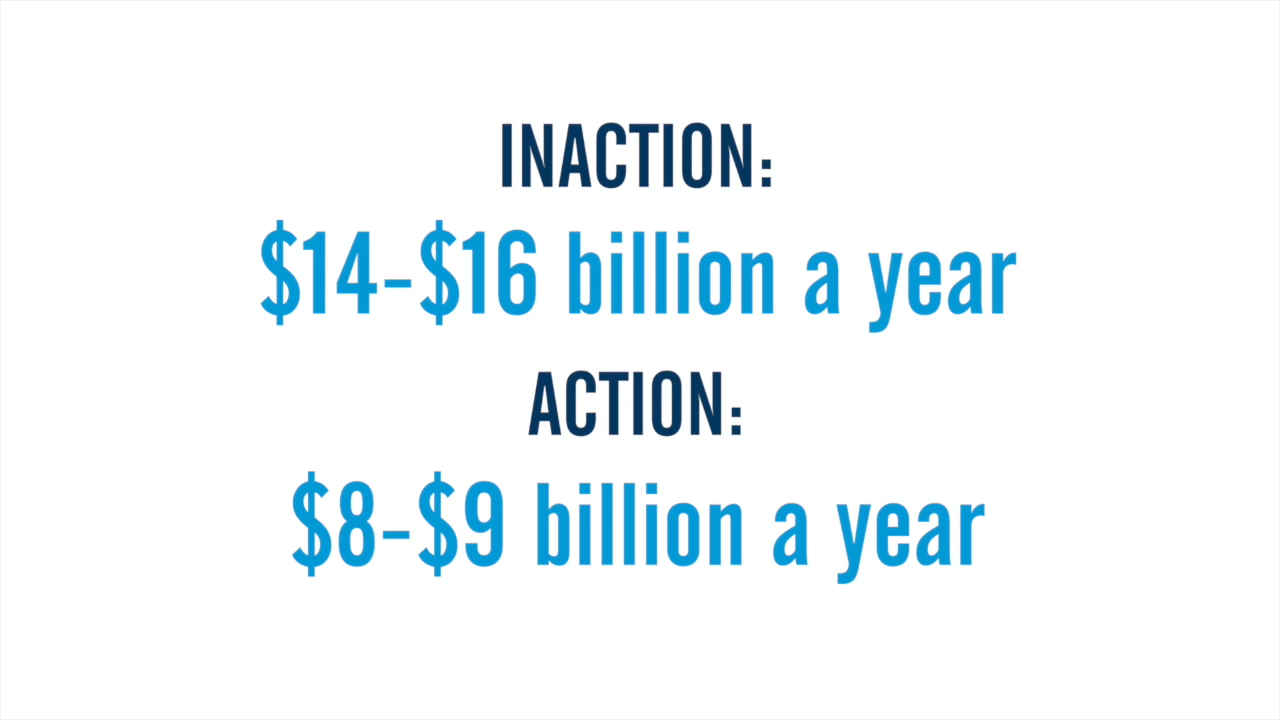 INACTION:
$14–$16 billion a year
ACTION:
$8–$9 billion a year